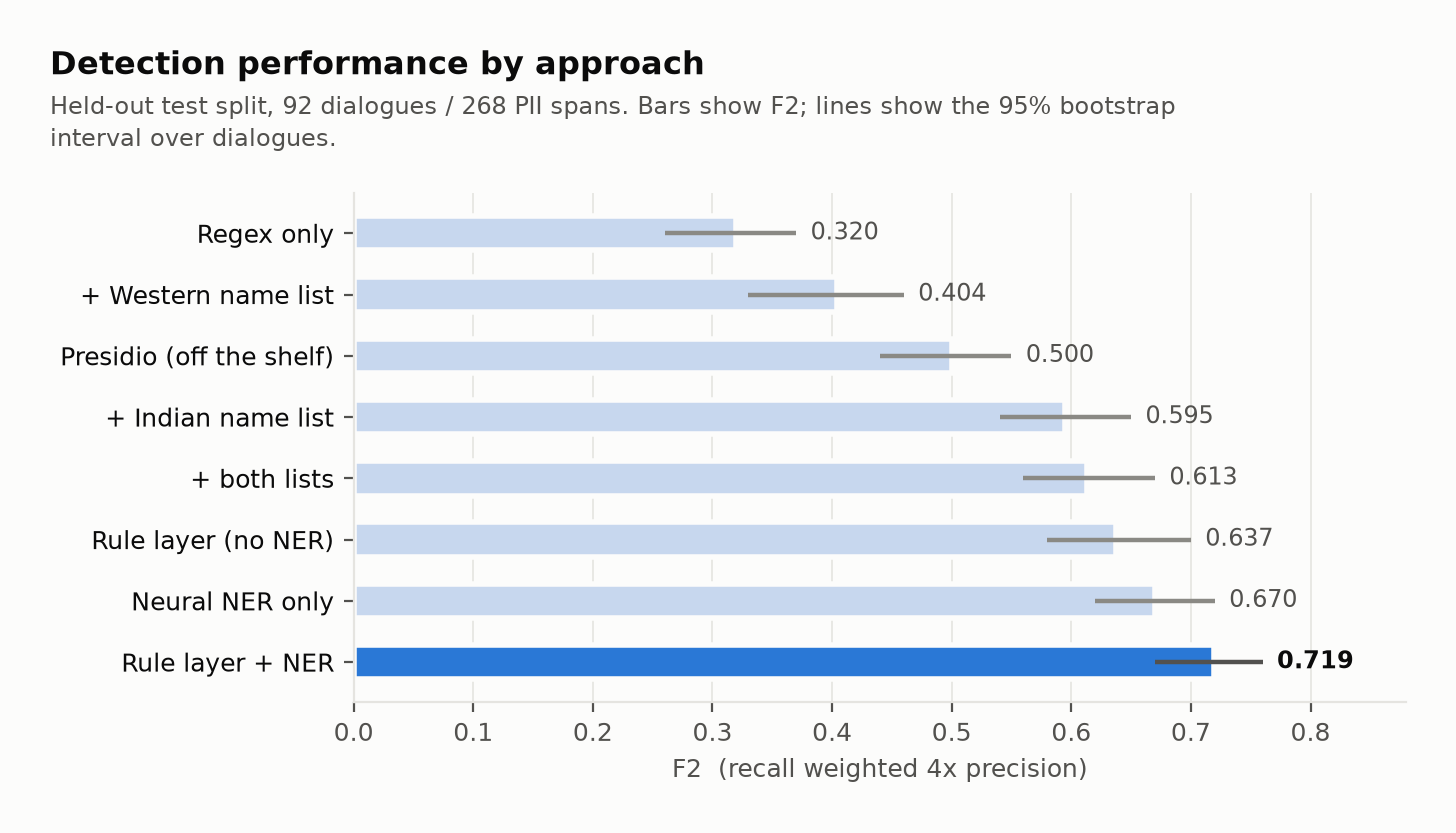 Detection performance by approach
Held-out test split, 92 dialogues / 268 PII spans. Bars show F2; lines show the 95% bootstrap
interval over dialogues.
Regex only 0.320
+ Western name list 0.404
Presidio (off the shelf) 0.500
+ Indian name list 0.595
+ both lists 0.613
Rule layer (no NER) 0.637
Neural NER only 0.670
Rule layer + NER 0.719
0.0 0.1 0.2 0.3 0.4 0.5 0.6 0.7 0.8
F2 (recall weighted 4x precision)